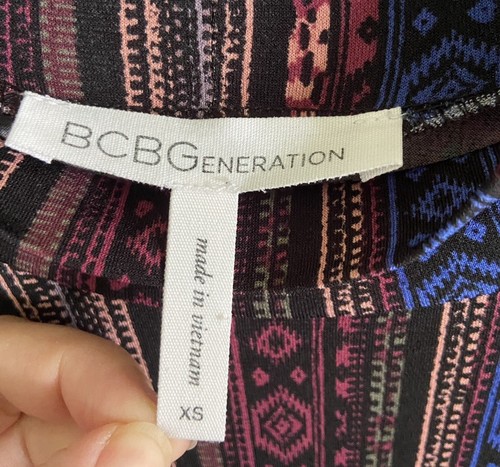 BCBGENERATION
made in vietnam
XS